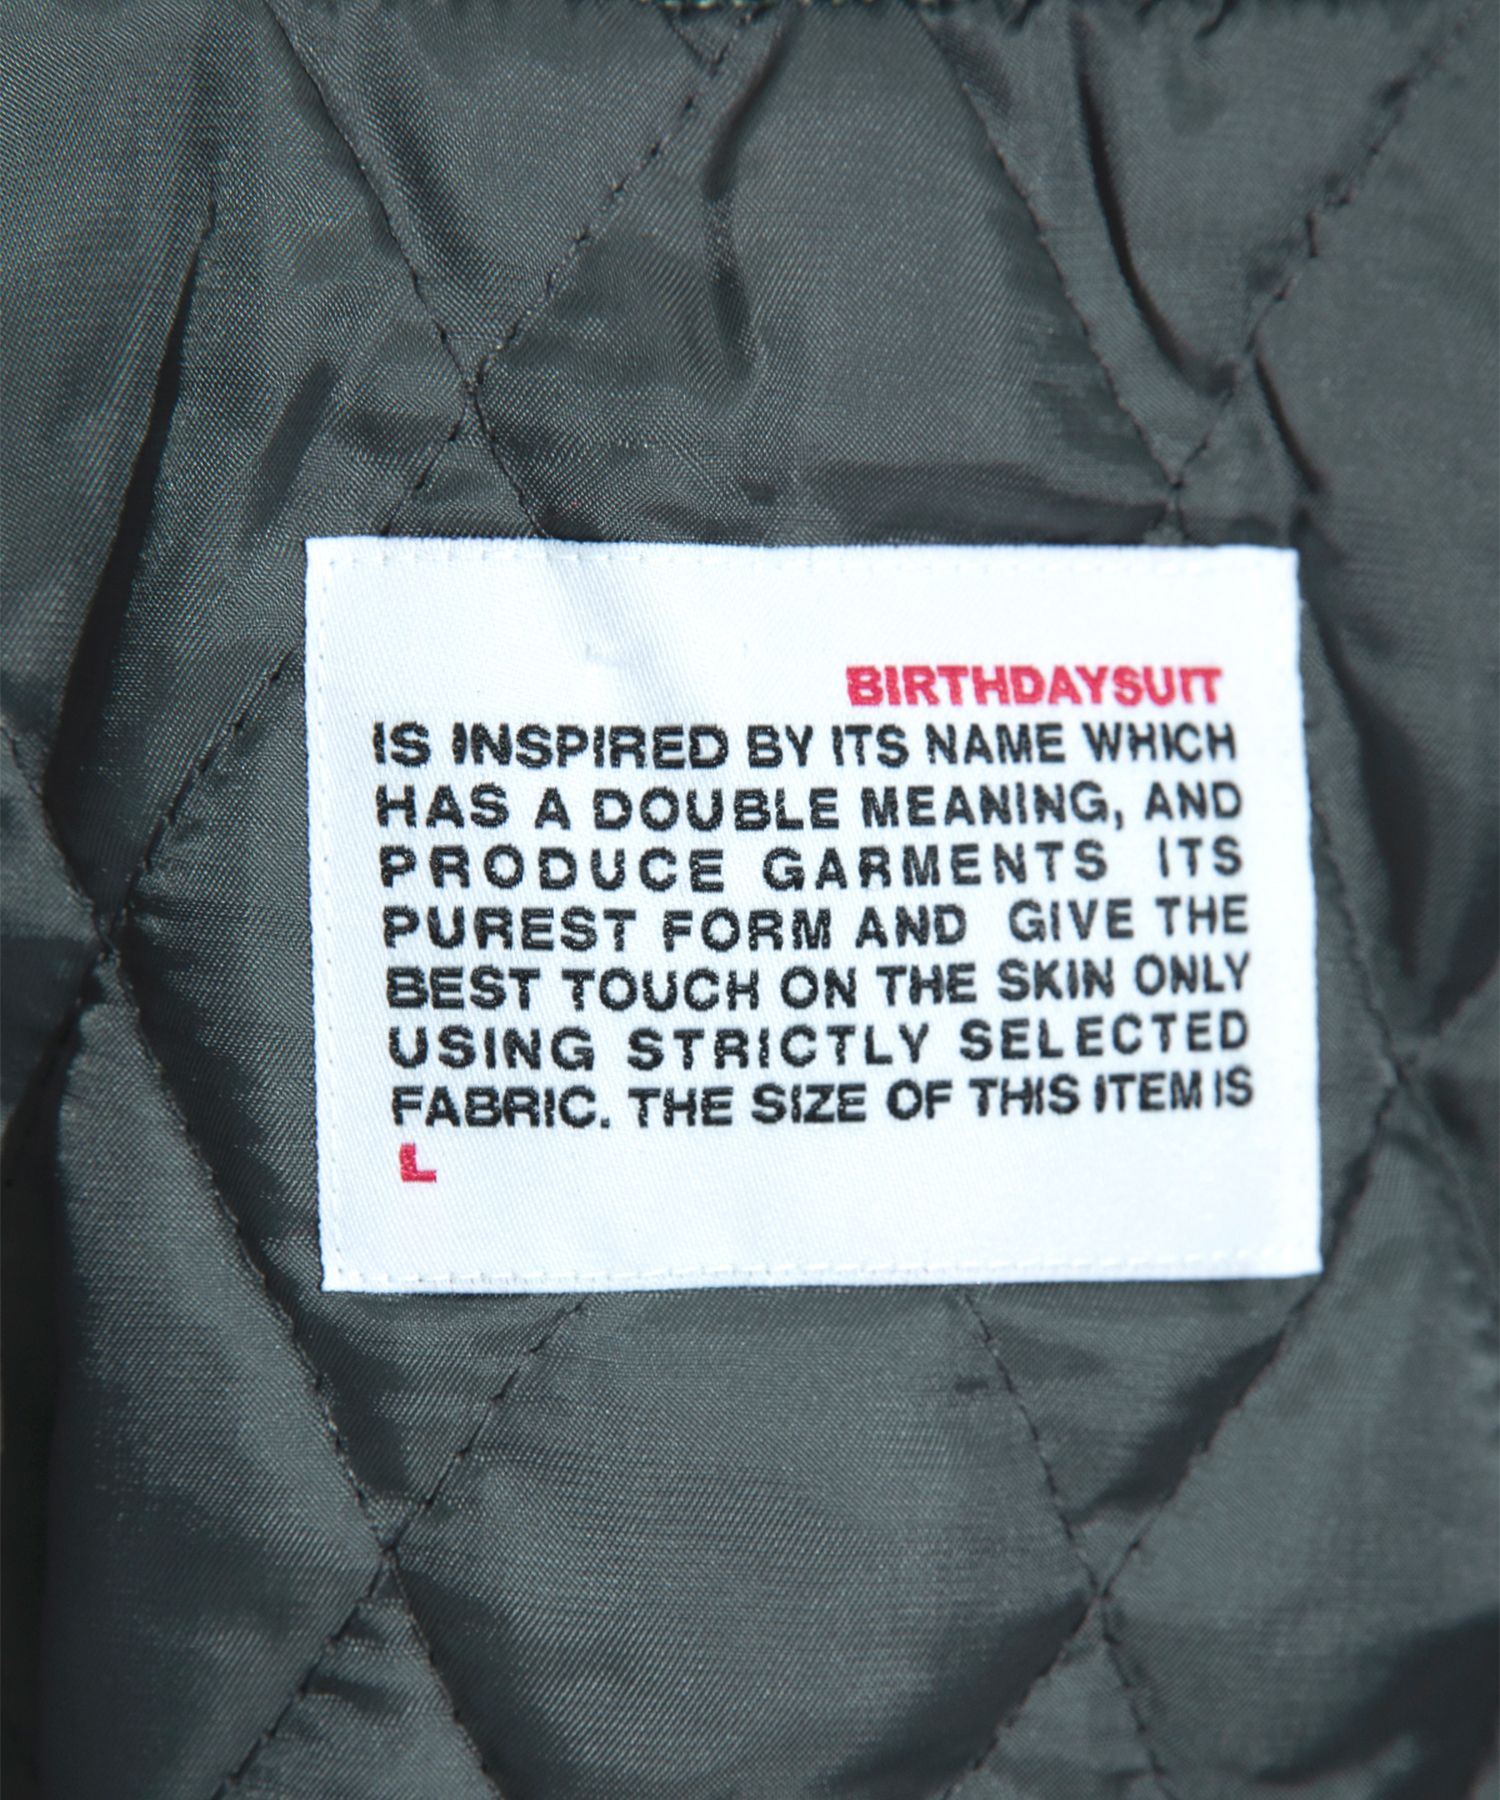 BIRTHDAYSUIT
IS INSPIRED BY ITS NAME WHICH
HAS A DOUBLE MEANING, AND
PRODUCE GARMENTS ITS
PUREST FORM AND GIVE THE
BEST TOUCH ON THE SKIN ONLY
USING STRICTLY SELECTED
FABRIC. THE SIZE OF THIS ITEM IS
L